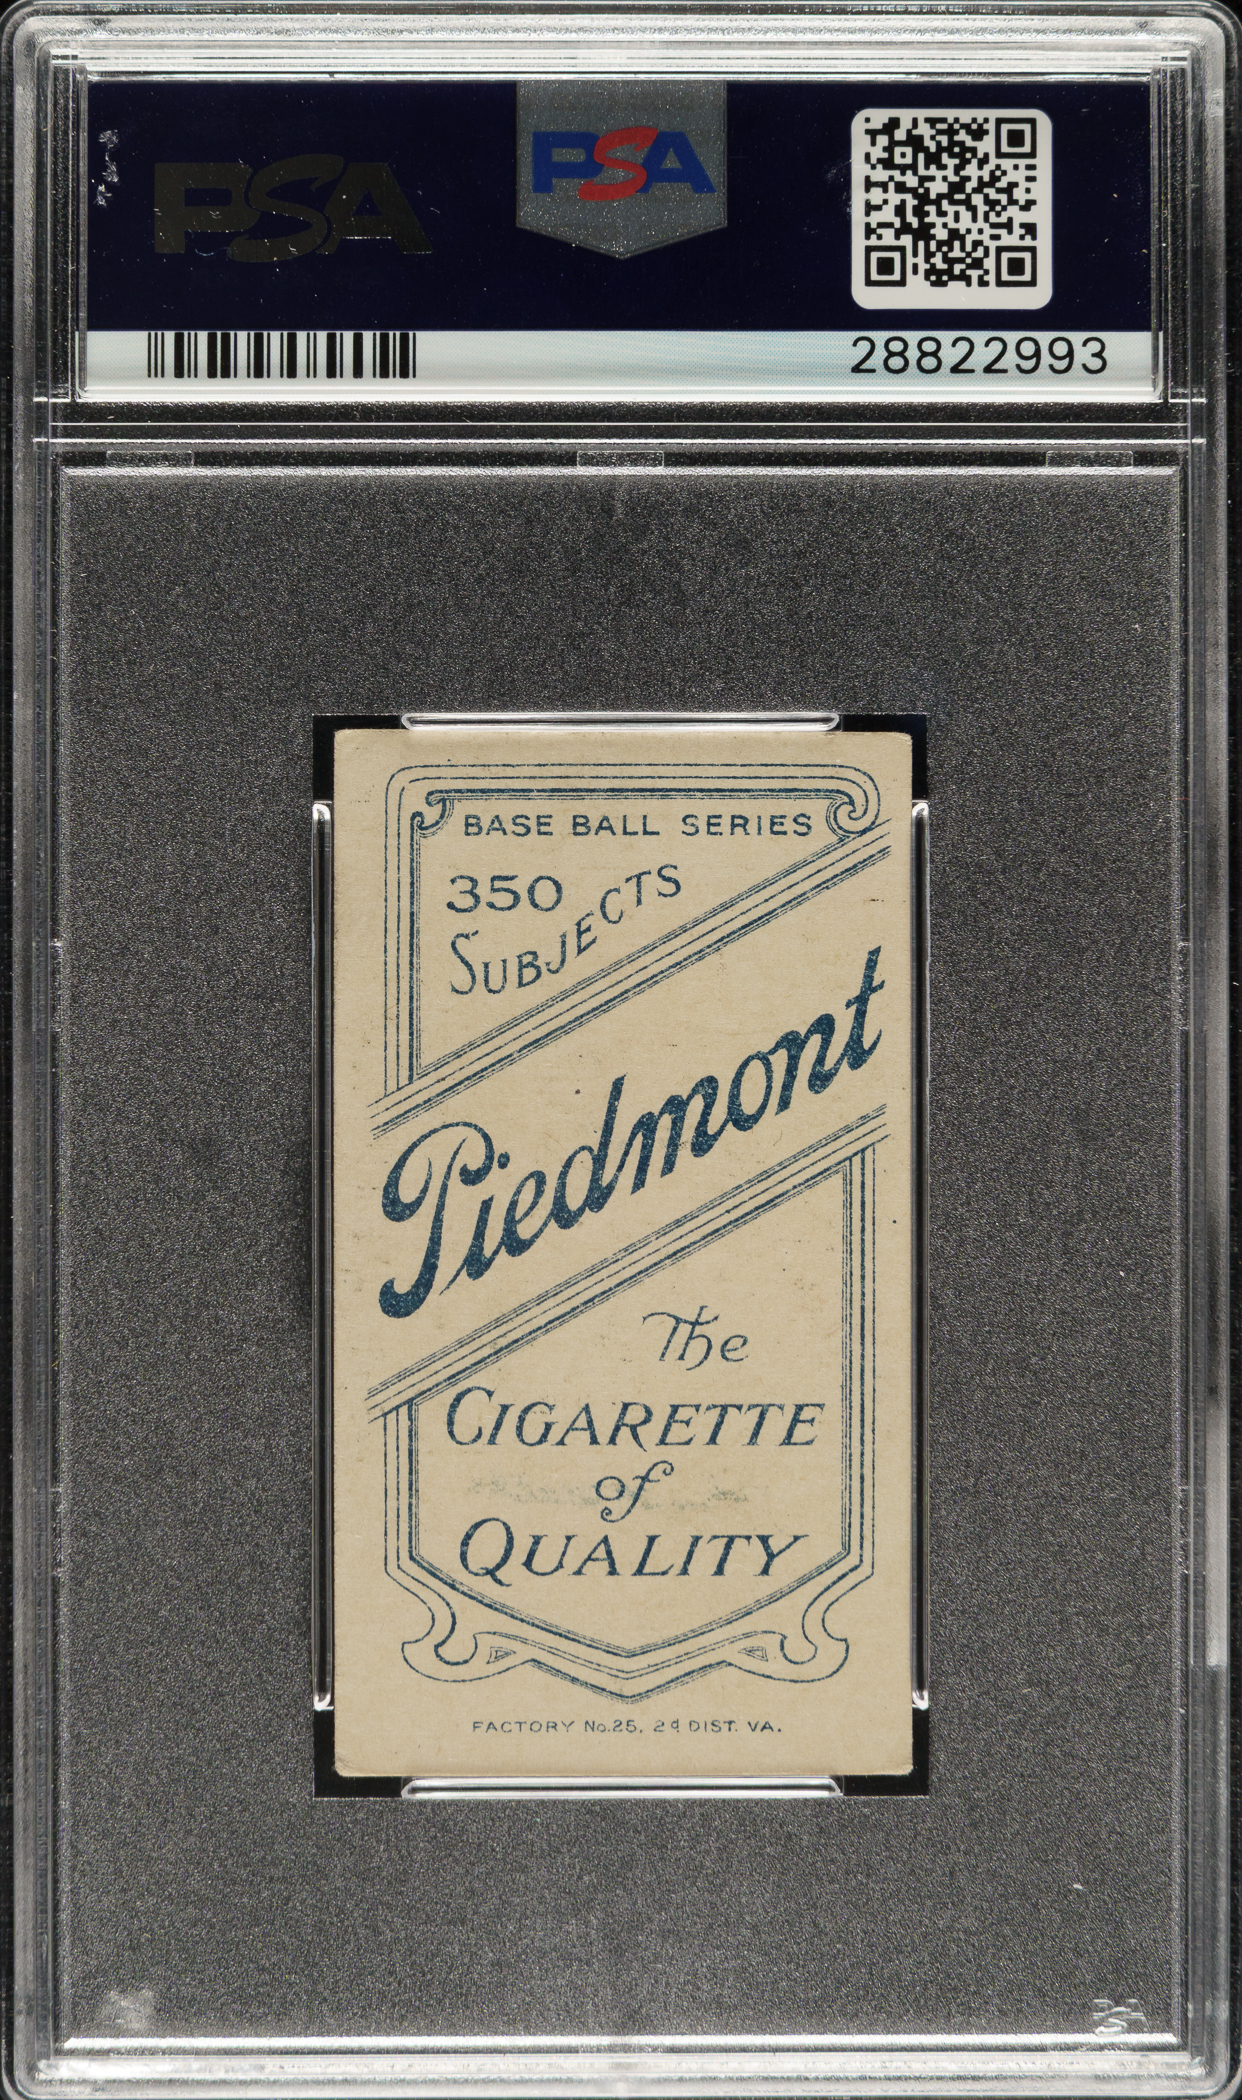 PSA
PSA
28822993
BASE BALL SERIES
350
SUBJECTS
Piedmont
The
CIGARETTE
of
QUALITY
FACTORY No.25, 2d DIST. VA.
PSA